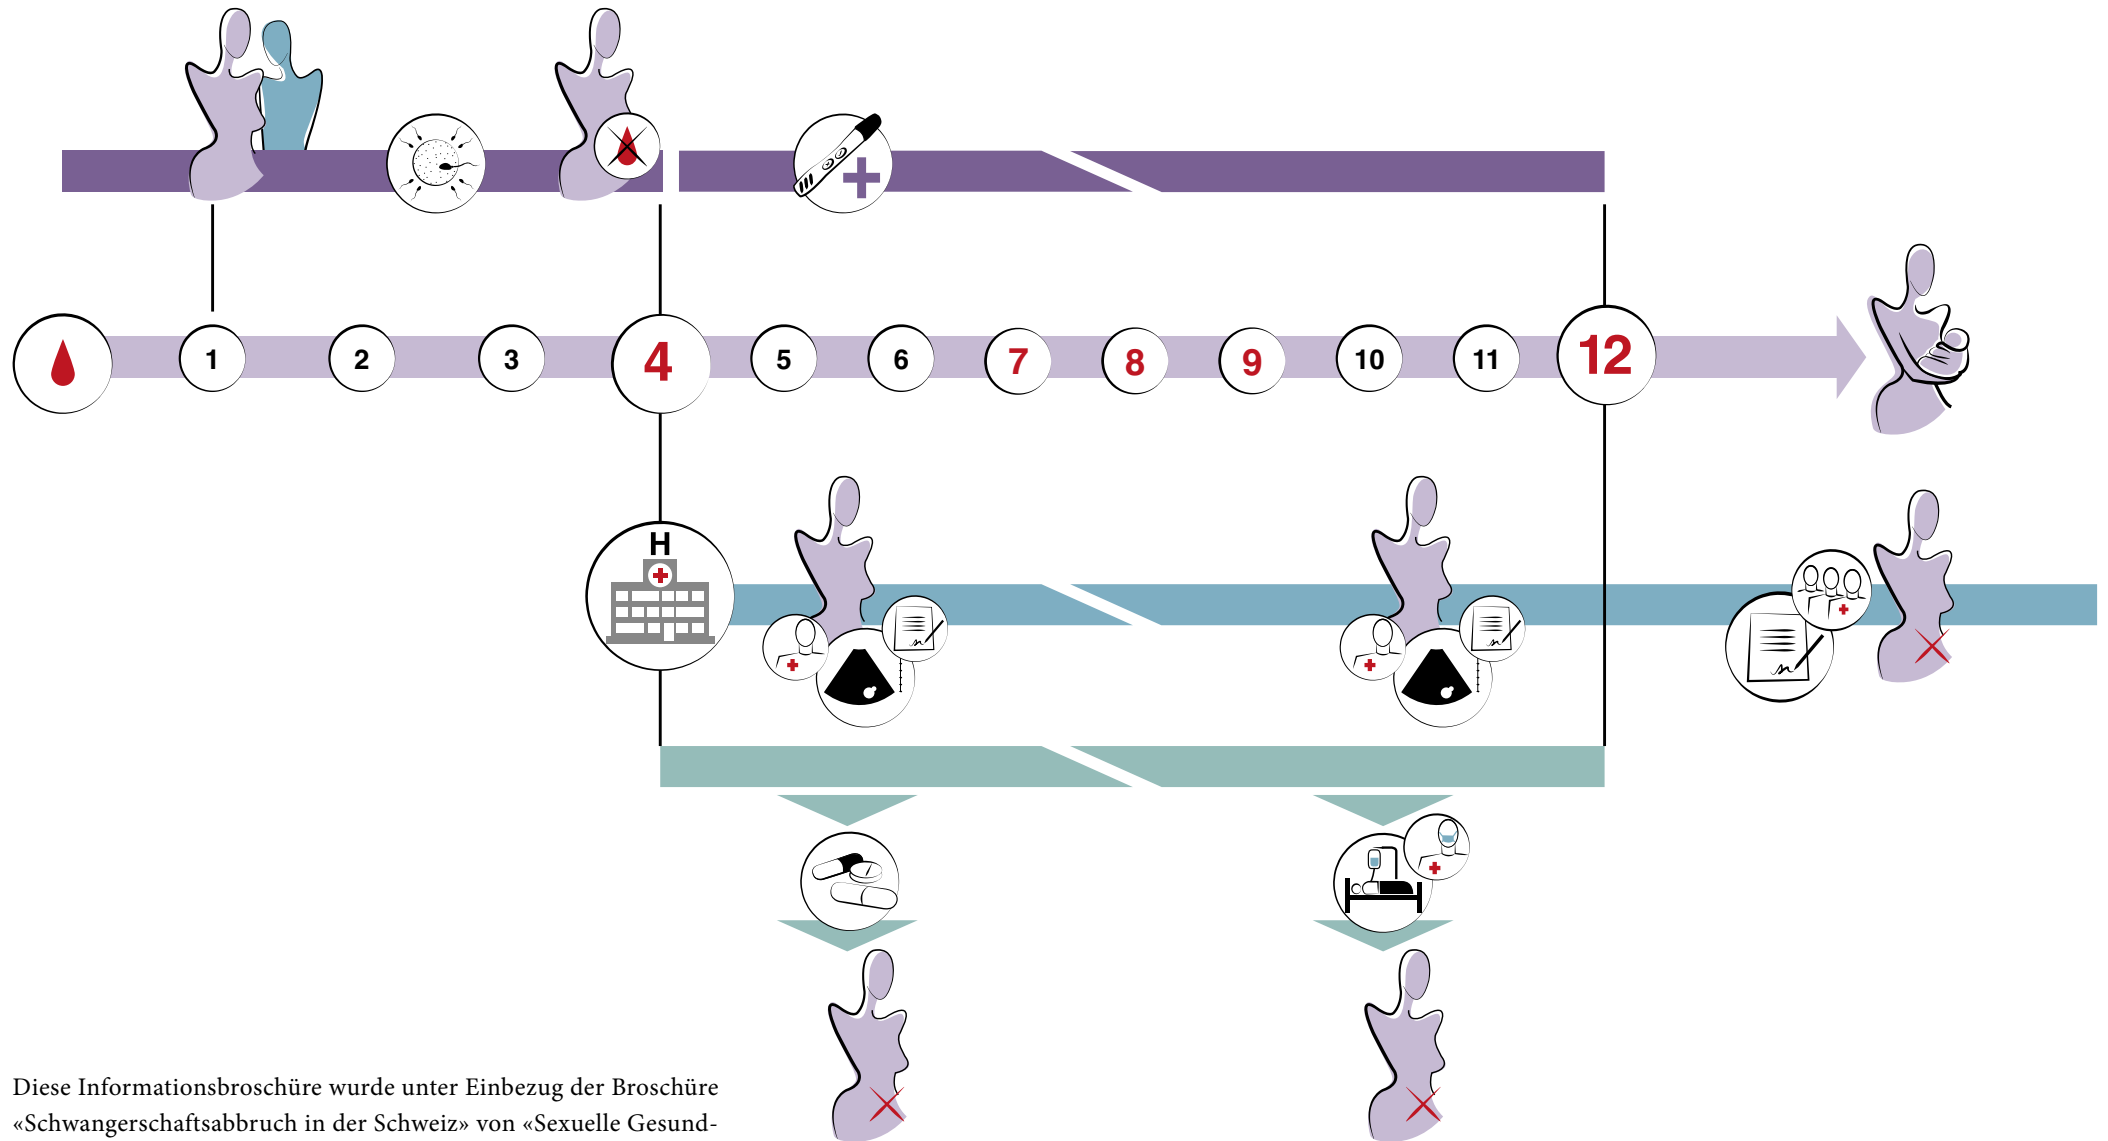 1 2 3 4 5 6 7 8 9 10 11 12
H
Diese Informationsbroschüre wurde unter Einbezug der Broschüre
«Schwangerschaftsabbruch in der Schweiz» von «Sexuelle Gesund-